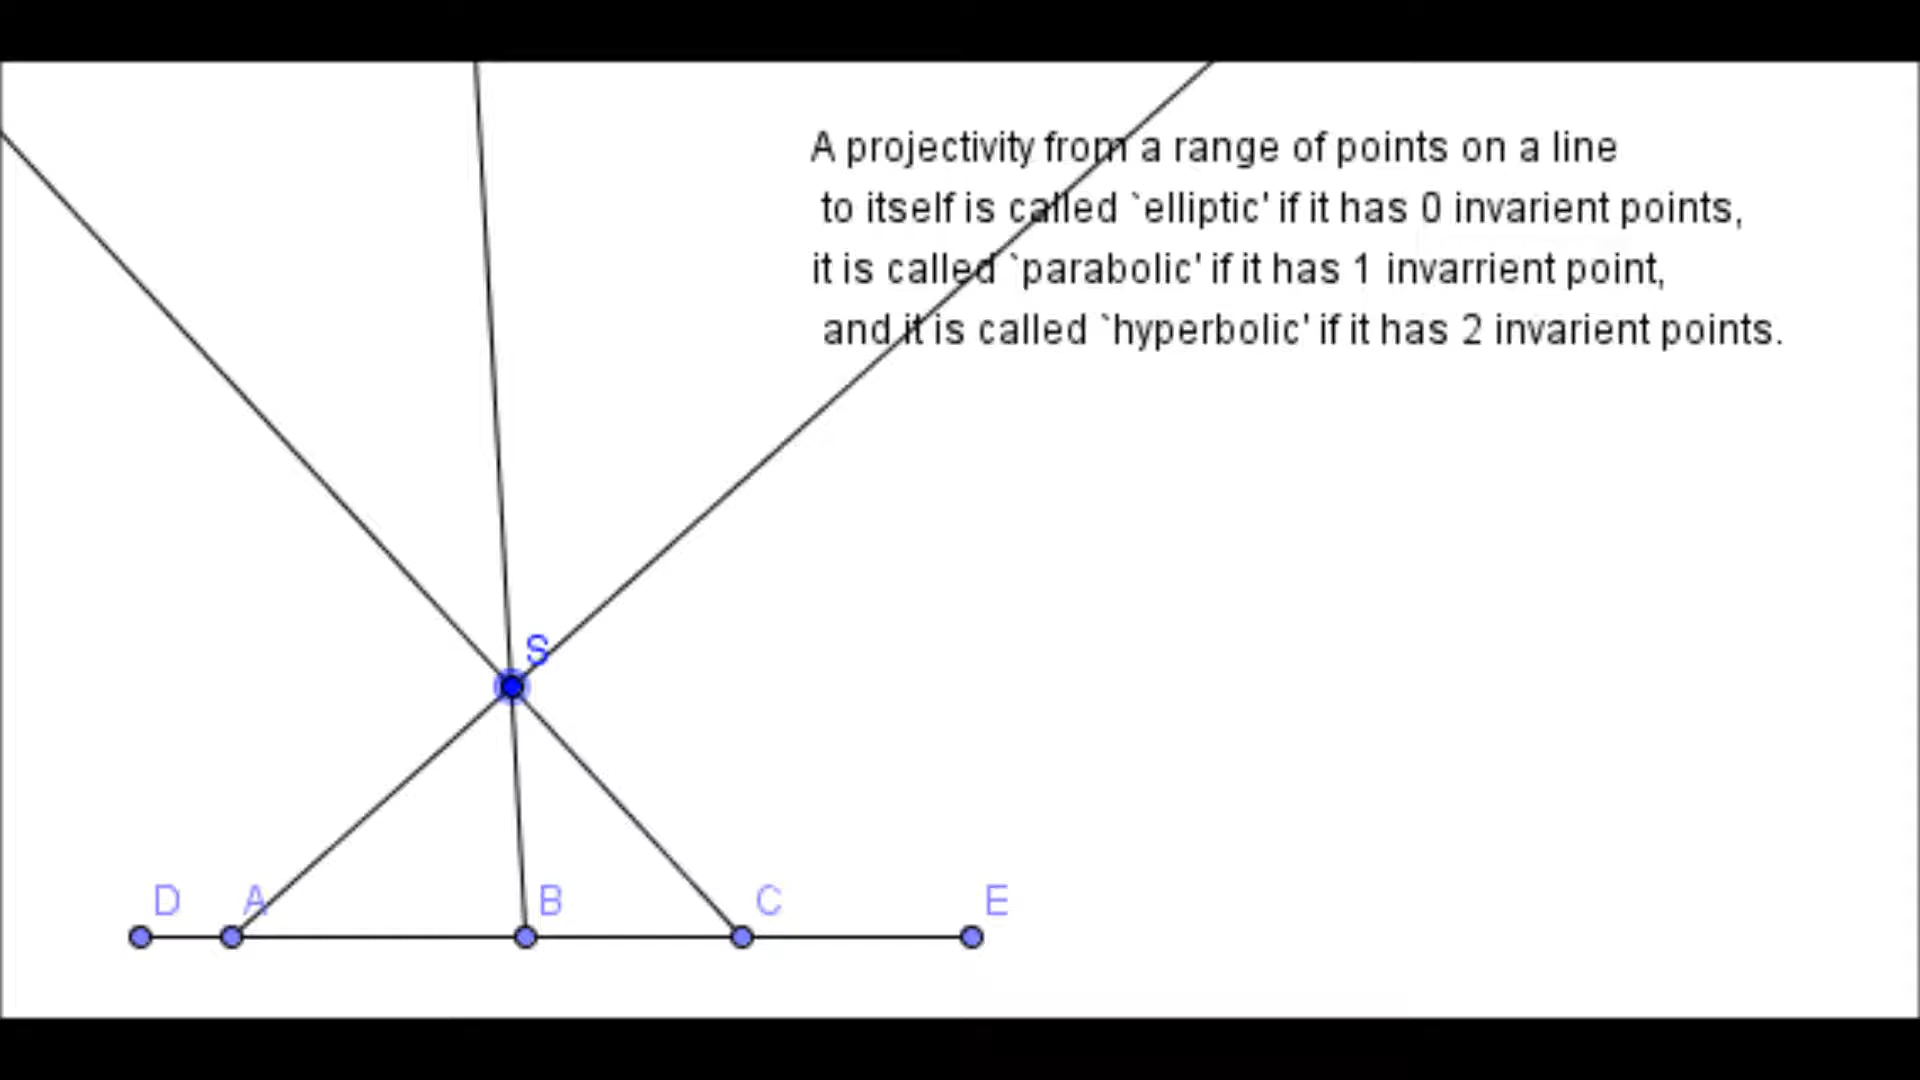 A projectivity from a range of points on a line
to itself is called `elliptic' if it has 0 invarient points,
it is called `parabolic' if it has 1 invarrient point,
and it is called `hyperbolic' if it has 2 invarient points.
S
D A B C E